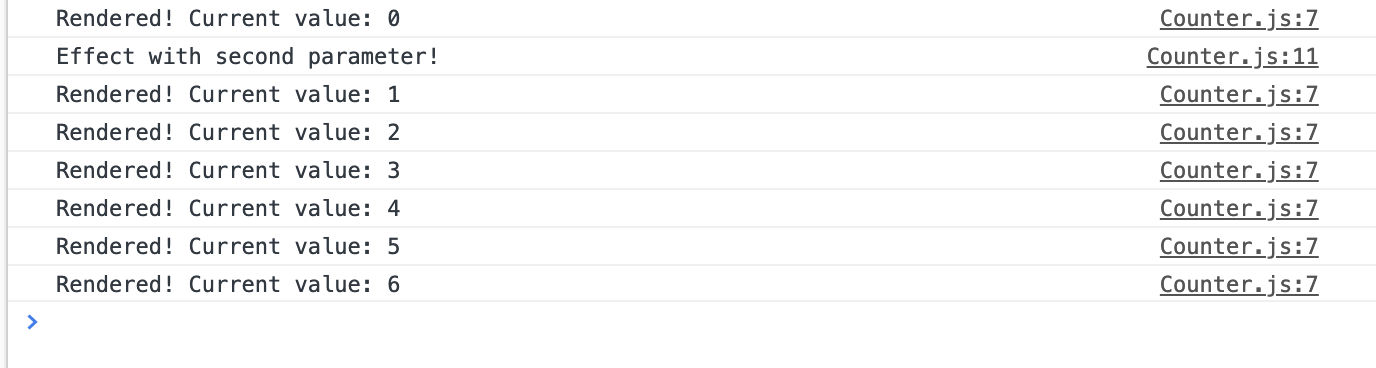 Rendered! Current value: 0 Counter.js:7
Effect with second parameter! Counter.js:11
Rendered! Current value: 1 Counter.js:7
Rendered! Current value: 2 Counter.js:7
Rendered! Current value: 3 Counter.js:7
Rendered! Current value: 4 Counter.js:7
Rendered! Current value: 5 Counter.js:7
Rendered! Current value: 6 Counter.js:7